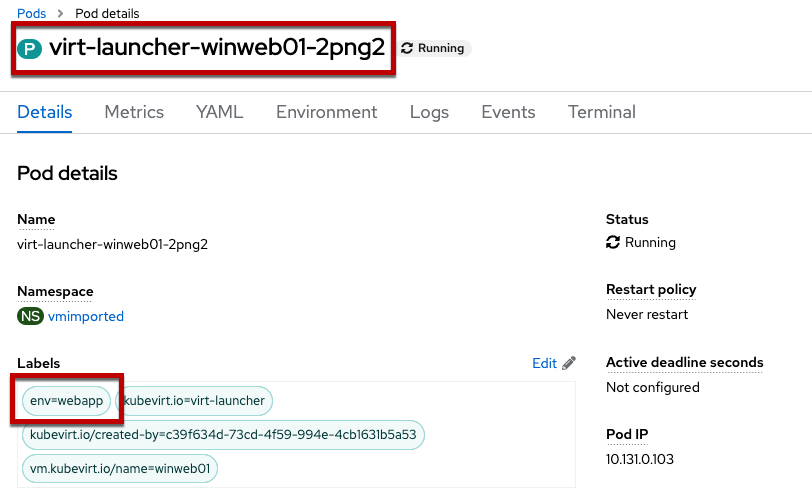 Pods > Pod details
P virt-launcher-winweb01-2png2 Running
Details Metrics YAML Environment Logs Events Terminal
Pod details
Name
virt-launcher-winweb01-2png2
Namespace
NS vmimported
Labels
Edit
env=webapp kubevirt.io=virt-launcher
kubevirt.io/created-by=c39f634d-73cd-4f59-994e-4cb1631b5a53
vm.kubevirt.io/name=winweb01
Status
Running
Restart policy
Never restart
Active deadline seconds
Not configured
Pod IP
10.131.0.103